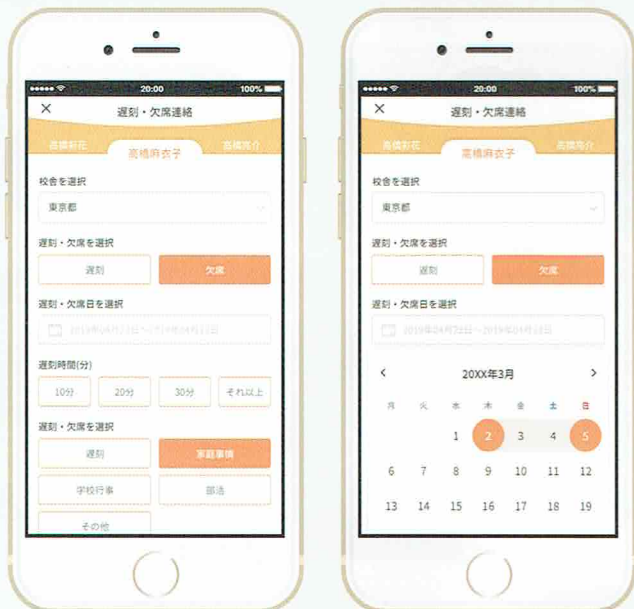 20:00
100%
×
遅刻・欠席連絡
高橋彩花
高橋麻衣子
高橋亮介
校舎を選択
東京都
遅刻・欠席を選択
遅刻
欠席
遅刻・欠席日を選択
遅刻時間(分)
10分
20分
30分
それ以上
遅刻・欠席を選択
遅刻
家庭事情
学校行事
部活
その他
20:00
100%
×
遅刻・欠席連絡
高橋彩花
高橋麻衣子
高橋亮介
校舎を選択
東京都
遅刻・欠席を選択
遅刻
欠席
遅刻・欠席日を選択
< 20XX年3月 >
月 火 水 木 金 土 日
1 2 3 4 5
6 7 8 9 10 11 12
13 14 15 16 17 18 19